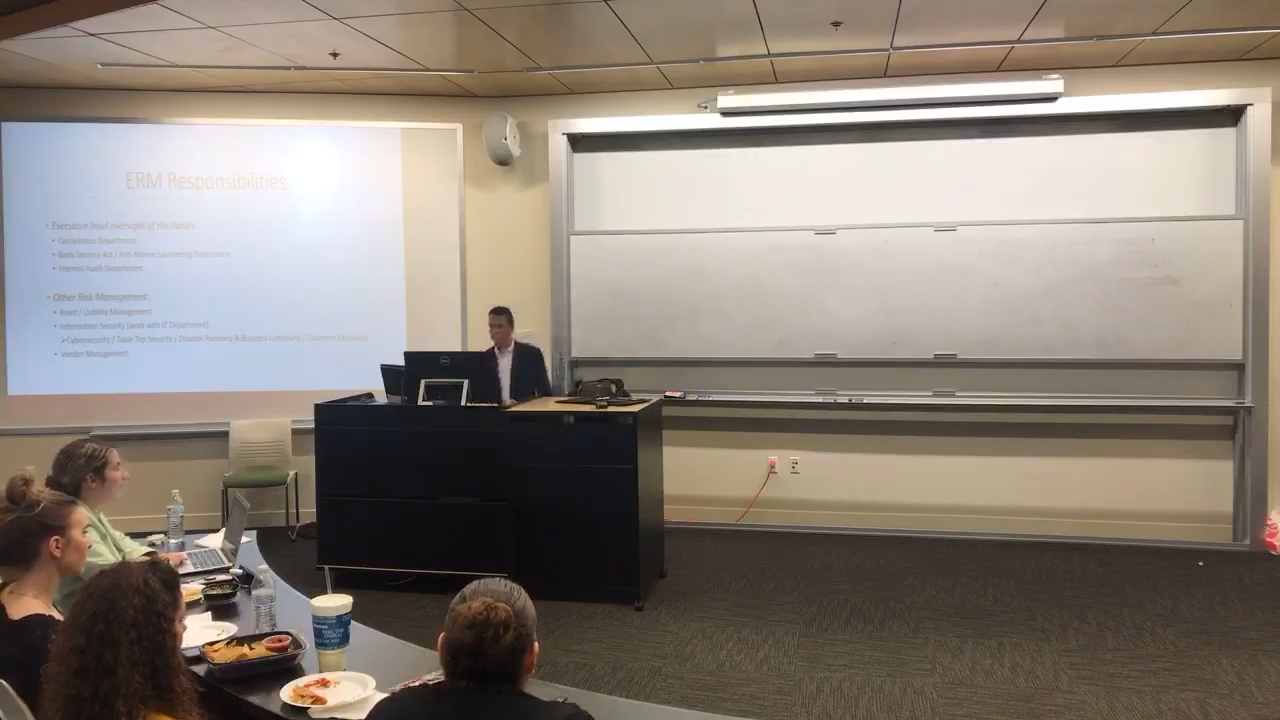 ERM Responsibilities
• Executive level oversight of the Bank's:
• Compliance Department
• Bank Secrecy Act / Anti Money Laundering Department
• Internal Audit Department
• Other Risk Management:
• Asset / Liability Management
• Information Security (work with IT Department)
➢Cybersecurity / Table Top Security / Disaster Recovery & Business Continuity / Customer Education
• Vendor Management
DELL